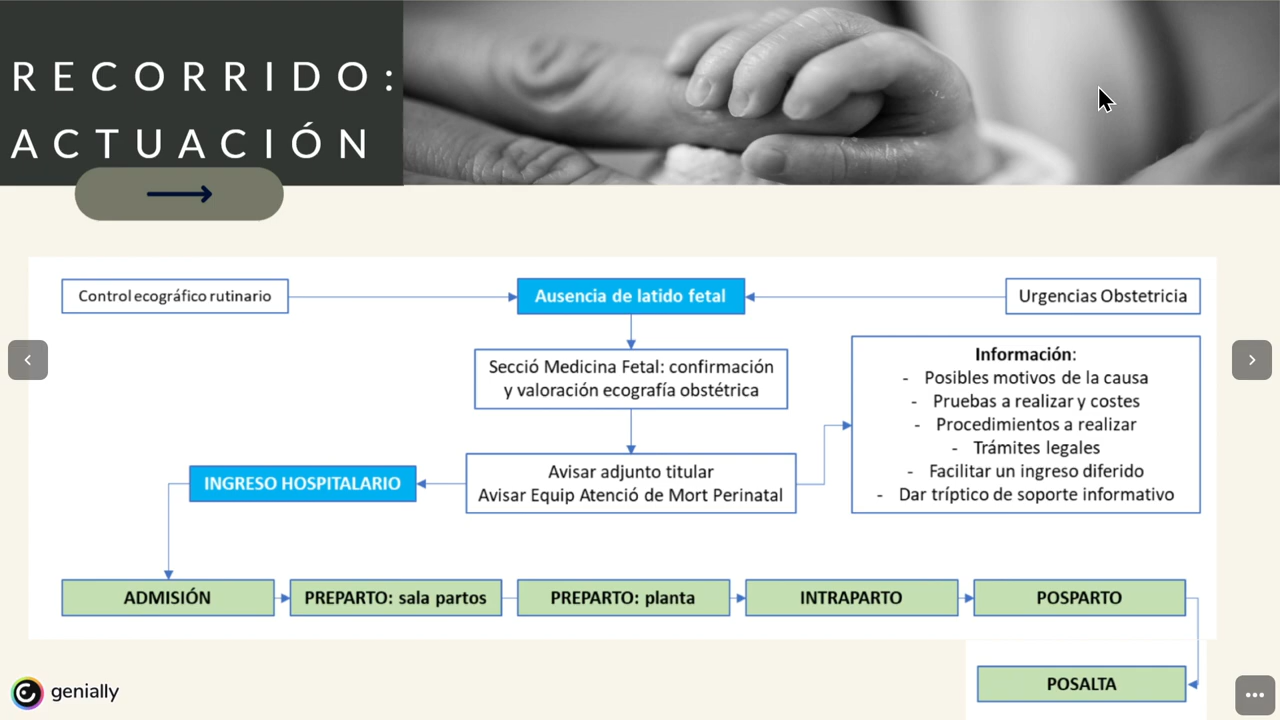 RECORRIDO:
ACTUACIÓN
Control ecográfico rutinario
Ausencia de latido fetal
Urgencias Obstetricia
Secció Medicina Fetal: confirmación
y valoración ecografía obstétrica
Información:
- Posibles motivos de la causa
- Pruebas a realizar y costes
- Procedimientos a realizar
- Trámites legales
- Facilitar un ingreso diferido
- Dar tríptico de soporte informativo
INGRESO HOSPITALARIO
Avisar adjunto titular
Avisar Equip Atenció de Mort Perinatal
ADMISIÓN
PREPARTO: sala partos
PREPARTO: planta
INTRAPARTO
POSPARTO
POSALTA
genially